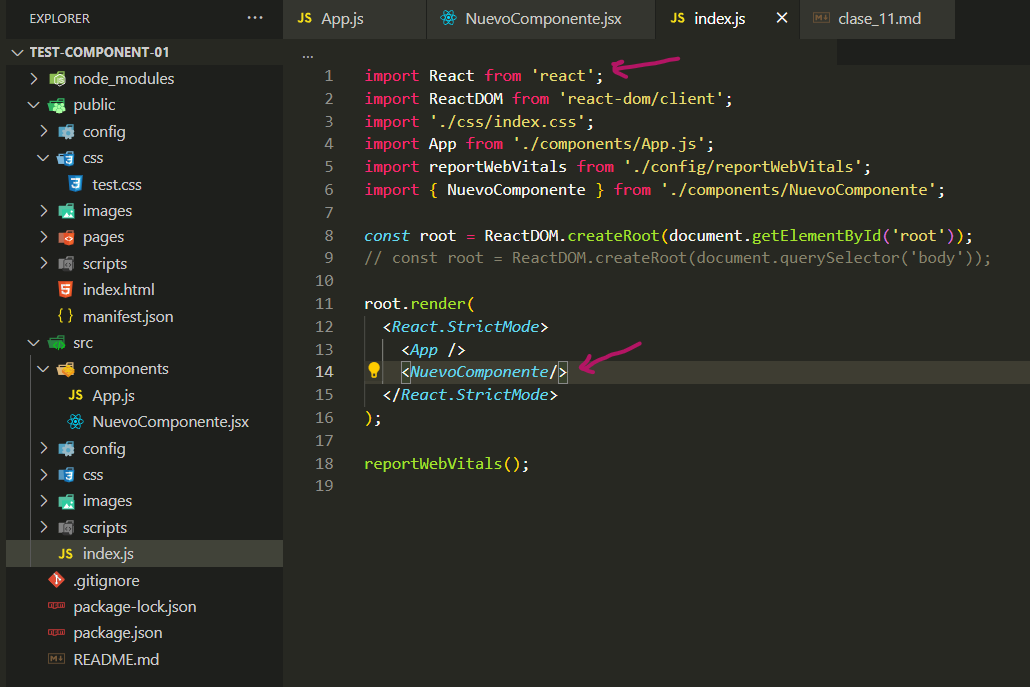 EXPLORER
...
TEST-COMPONENT-01
node_modules
public
config
css
test.css
images
pages
scripts
index.html
manifest.json
src
components
App.js
NuevoComponente.jsx
config
css
images
scripts
index.js
.gitignore
package-lock.json
package.json
README.md
JS App.js
NuevoComponente.jsx
JS index.js
clase_11.md
...
1 import React from 'react';
2 import ReactDOM from 'react-dom/client';
3 import './css/index.css';
4 import App from './components/App.js';
5 import reportWebVitals from './config/reportWebVitals';
6 import { NuevoComponente } from './components/NuevoComponente';
7
8 const root = ReactDOM.createRoot(document.getElementById('root'));
9 // const root = ReactDOM.createRoot(document.querySelector('body'));
10
11 root.render(
12 <React.StrictMode>
13 <App />
14 <NuevoComponente/>
15 </React.StrictMode>
16 );
17
18 reportWebVitals();
19